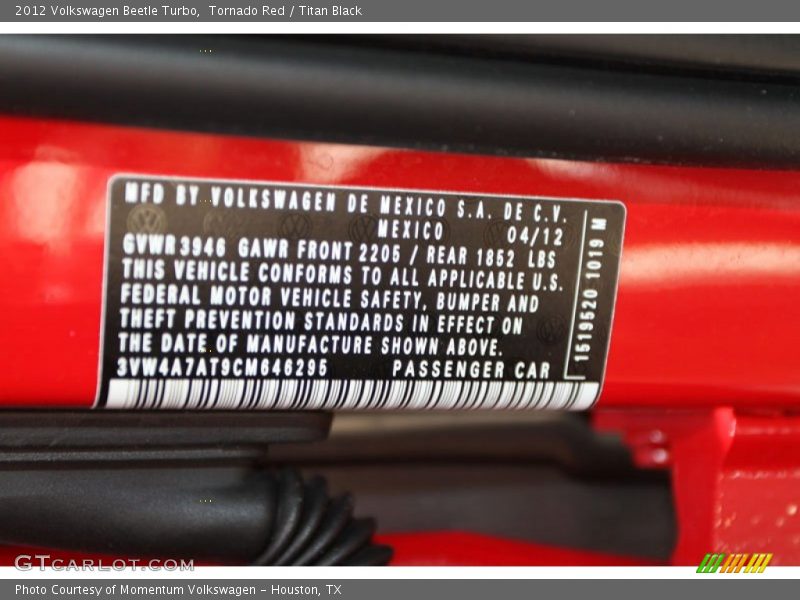 2012 Volkswagen Beetle Turbo,  Tornado Red / Titan Black
MFD BY VOLKSWAGEN DE MEXICO S.A. DE C.V.
MEXICO 04/12
GVWR 3946 GAWR FRONT 2205 / REAR 1852 LBS
THIS VEHICLE CONFORMS TO ALL APPLICABLE U.S.
FEDERAL MOTOR VEHICLE SAFETY, BUMPER AND
THEFT PREVENTION STANDARDS IN EFFECT ON
THE DATE OF MANUFACTURE SHOWN ABOVE.
3VW4A7AT9CM646295 PASSENGER CAR
1519520 1019 M
GTcarlot.com
Photo Courtesy of Momentum Volkswagen - Houston, TX